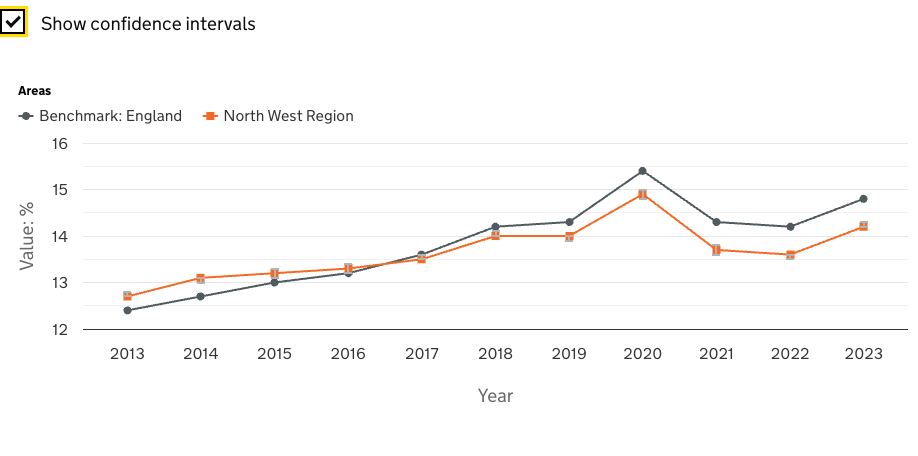 Show confidence intervals
Areas
Benchmark: England North West Region
16
15
14
13
12
Value: %
2013 2014 2015 2016 2017 2018 2019 2020 2021 2022 2023
Year